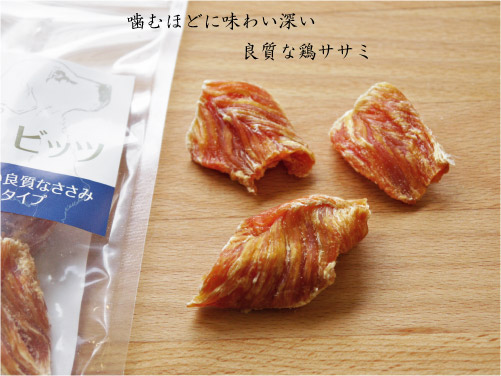 噛むほどに味わい深い
良質な鶏ササミ
ビッツ
良質なささみ
タイプ